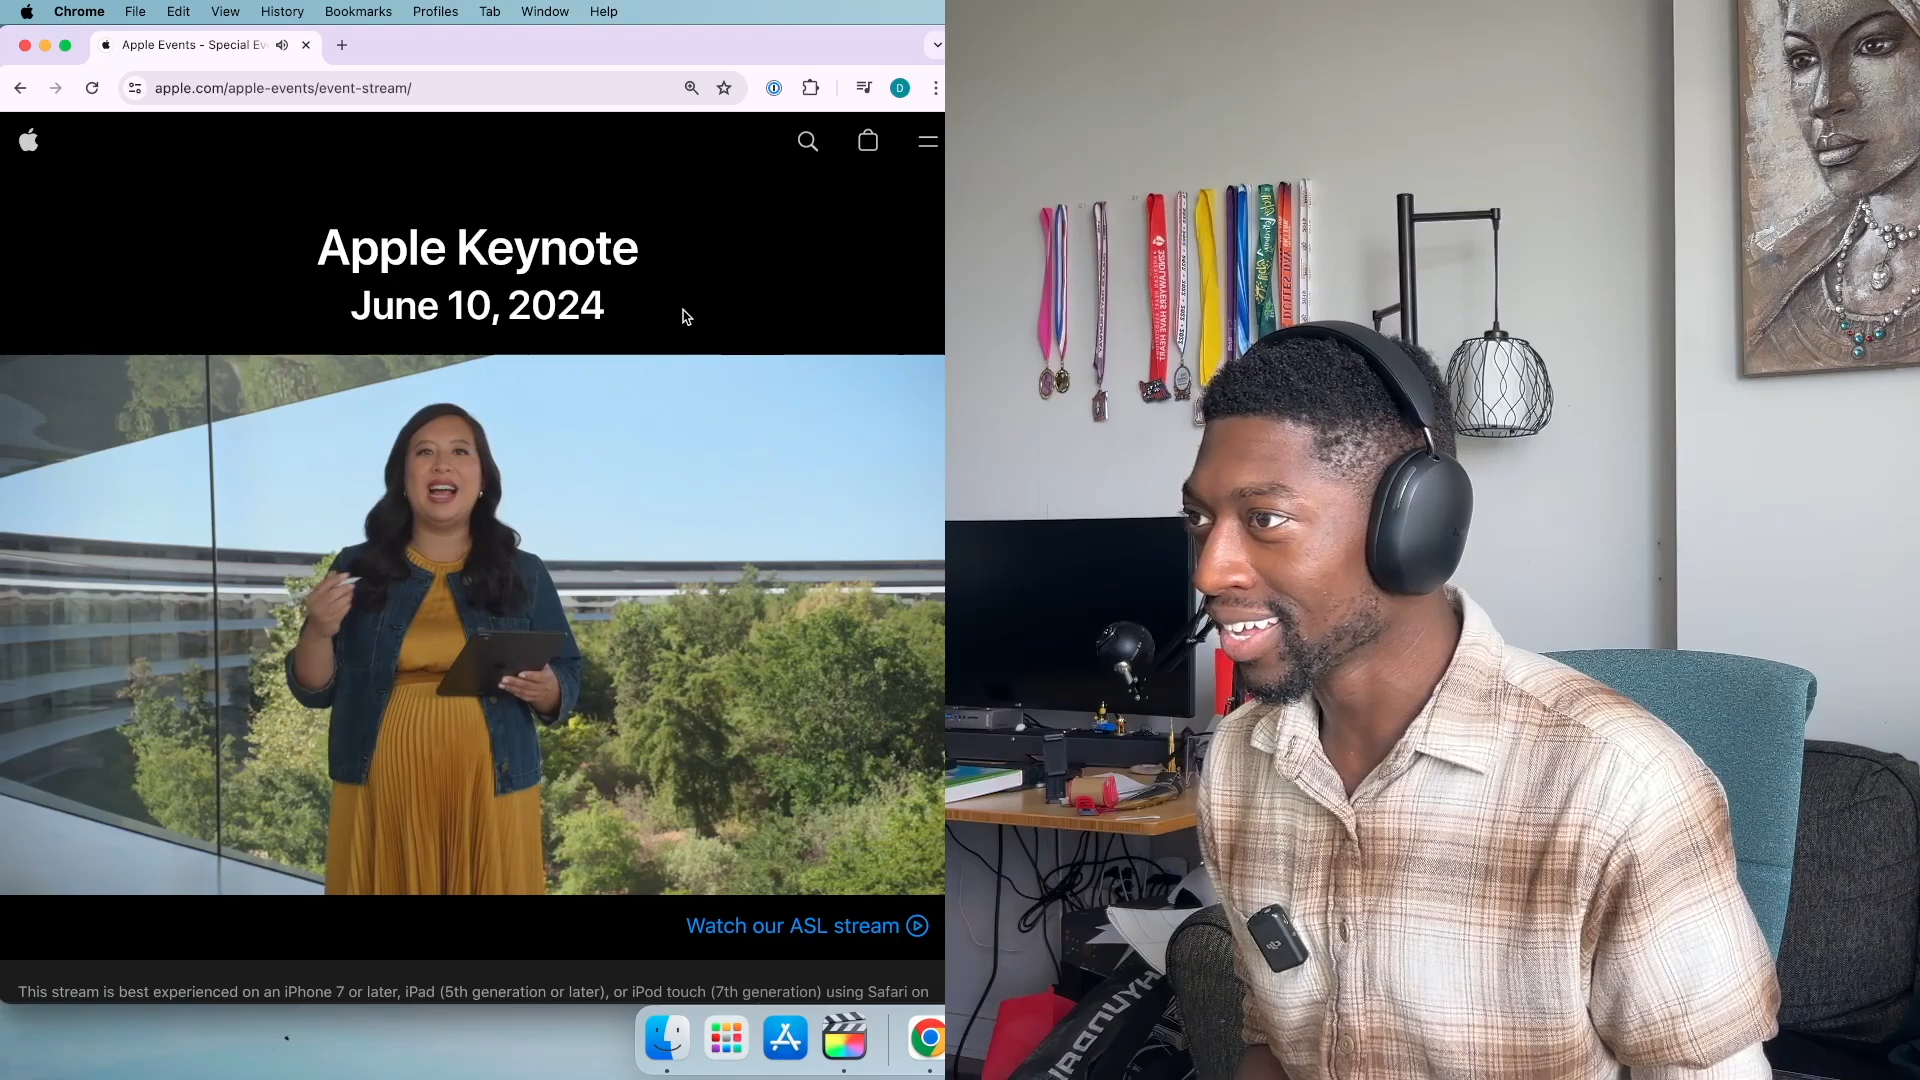 Chrome File Edit View History Bookmarks Profiles Tab Window Help
Apple Events - Special Ev
apple.com/apple-events/event-stream/
D
Apple Keynote
June 10, 2024
Watch our ASL stream
This stream is best experienced on an iPhone 7 or later, iPad (5th generation or later), or iPod touch (7th generation) using Safari on